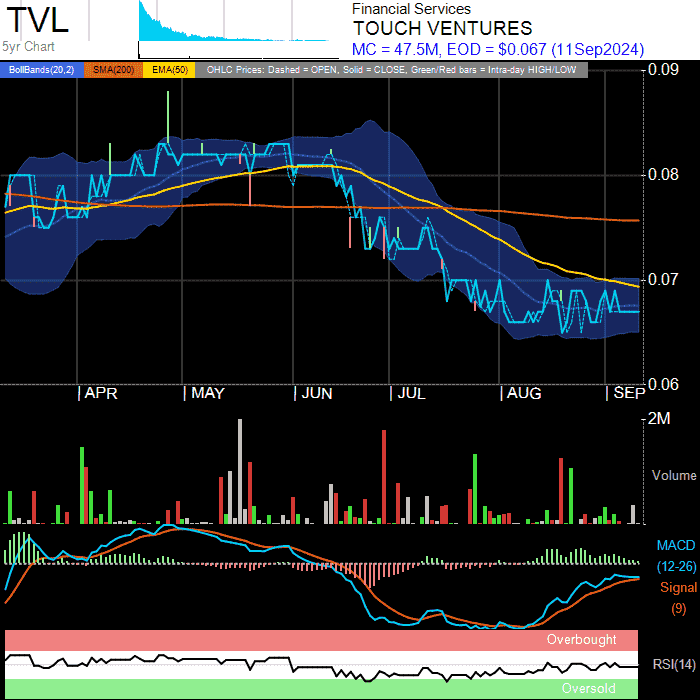 TVL
5yr Chart
Financial Services
TOUCH VENTURES
MC = 47.5M, EOD = $0.067 (11Sep2024)
BollBands(20,2) SMA(200) EMA(50) OHLC Prices: Dashed = OPEN, Solid = CLOSE, Green/Red bars = Intra-day HIGH/LOW
0.09
0.08
0.07
0.06
APR MAY JUN JUL AUG SEP
2M
Volume
MACD
(12-26)
Signal
(9)
Overbought
RSI(14)
Oversold